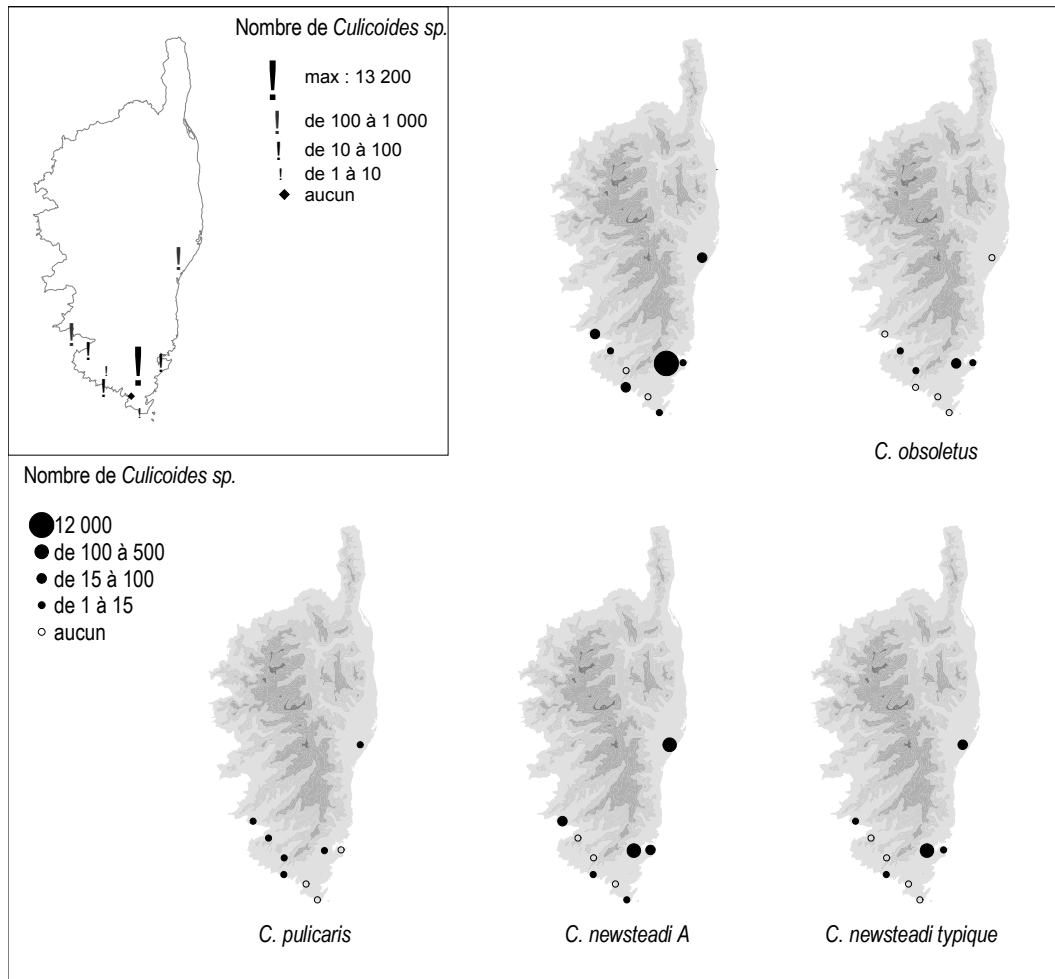 Nombre de Culicoides sp.
max : 13 200
de 100 à 1 000
de 10 à 100
de 1 à 10
aucun
C. obsoletus
Nombre de Culicoides sp.
12 000
de 100 à 500
de 15 à 100
de 1 à 15
aucun
C. pulicaris
C. newsteadi A
C. newsteadi typique